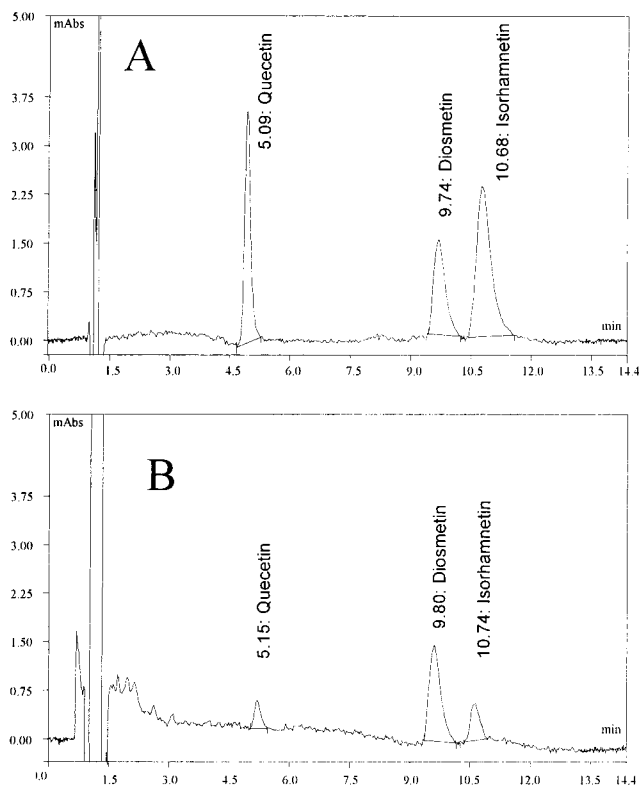 5.00
mAbs
A
5.09: Quecetin
9.74: Diosmetin
10.68: Isorhamnetin
3.75
3.00
2.25
1.50
0.75
0.00
min
0.0 1.5 3.0 4.5 6.0 7.5 9.0 10.5 12.0 13.5 14.4
5.00
mAbs
B
5.15: Quecetin
9.80: Diosmetin
10.74: Isorhamnetin
3.75
3.00
2.25
1.50
0.75
0.00
min
0.0 1.5 3.0 4.5 6.0 7.5 9.0 10.5 12.0 13.5 14.4